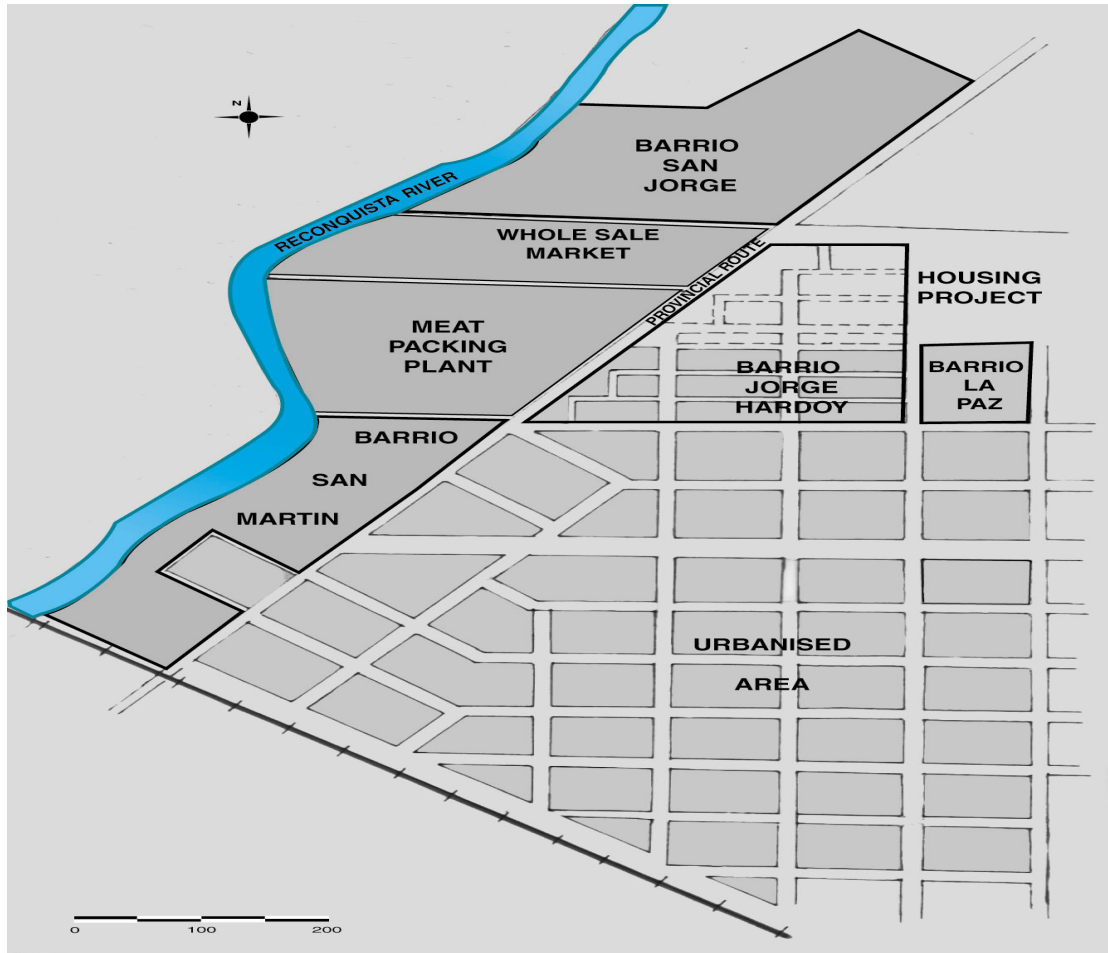 N
BARRIO
SAN
JORGE
RECONQUISTA RIVER
WHOLE SALE
MARKET
PROVINCIAL ROUTE
HOUSING
PROJECT
MEAT
PACKING
PLANT
BARRIO
JORGE
HARDOY
BARRIO
LA
PAZ
BARRIO
SAN
MARTIN
URBANISED
AREA
0 100 200